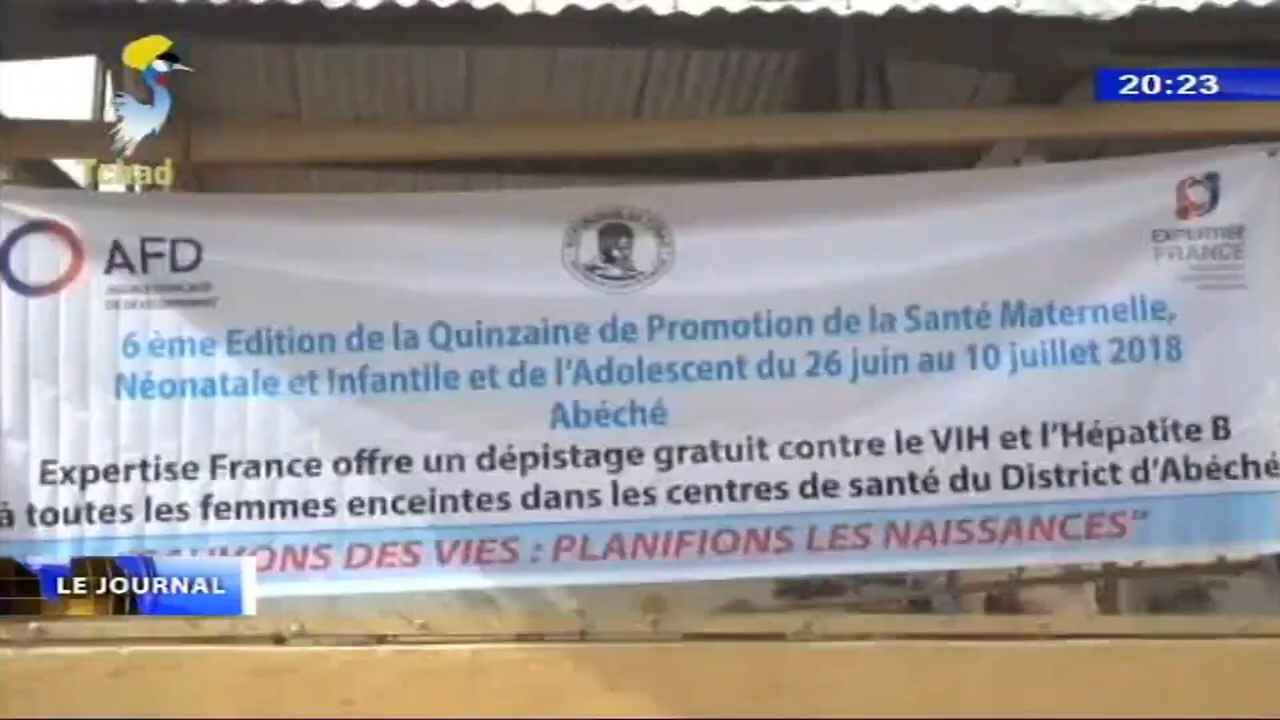 20:23
Tchad
AFD
EXPERTISE
FRANCE
6 ème Edition de la Quinzaine de Promotion de la Santé Maternelle,
Néonatale et Infantile et de l'Adolescent du 26 juin au 10 juillet 2018
Abéché
Expertise France offre un dépistage gratuit contre le VIH et l'Hépatite B
à toutes les femmes enceintes dans les centres de santé du District d'Abéché
DES VIES : PLANIFIONS LES NAISSANCES"
LE JOURNAL